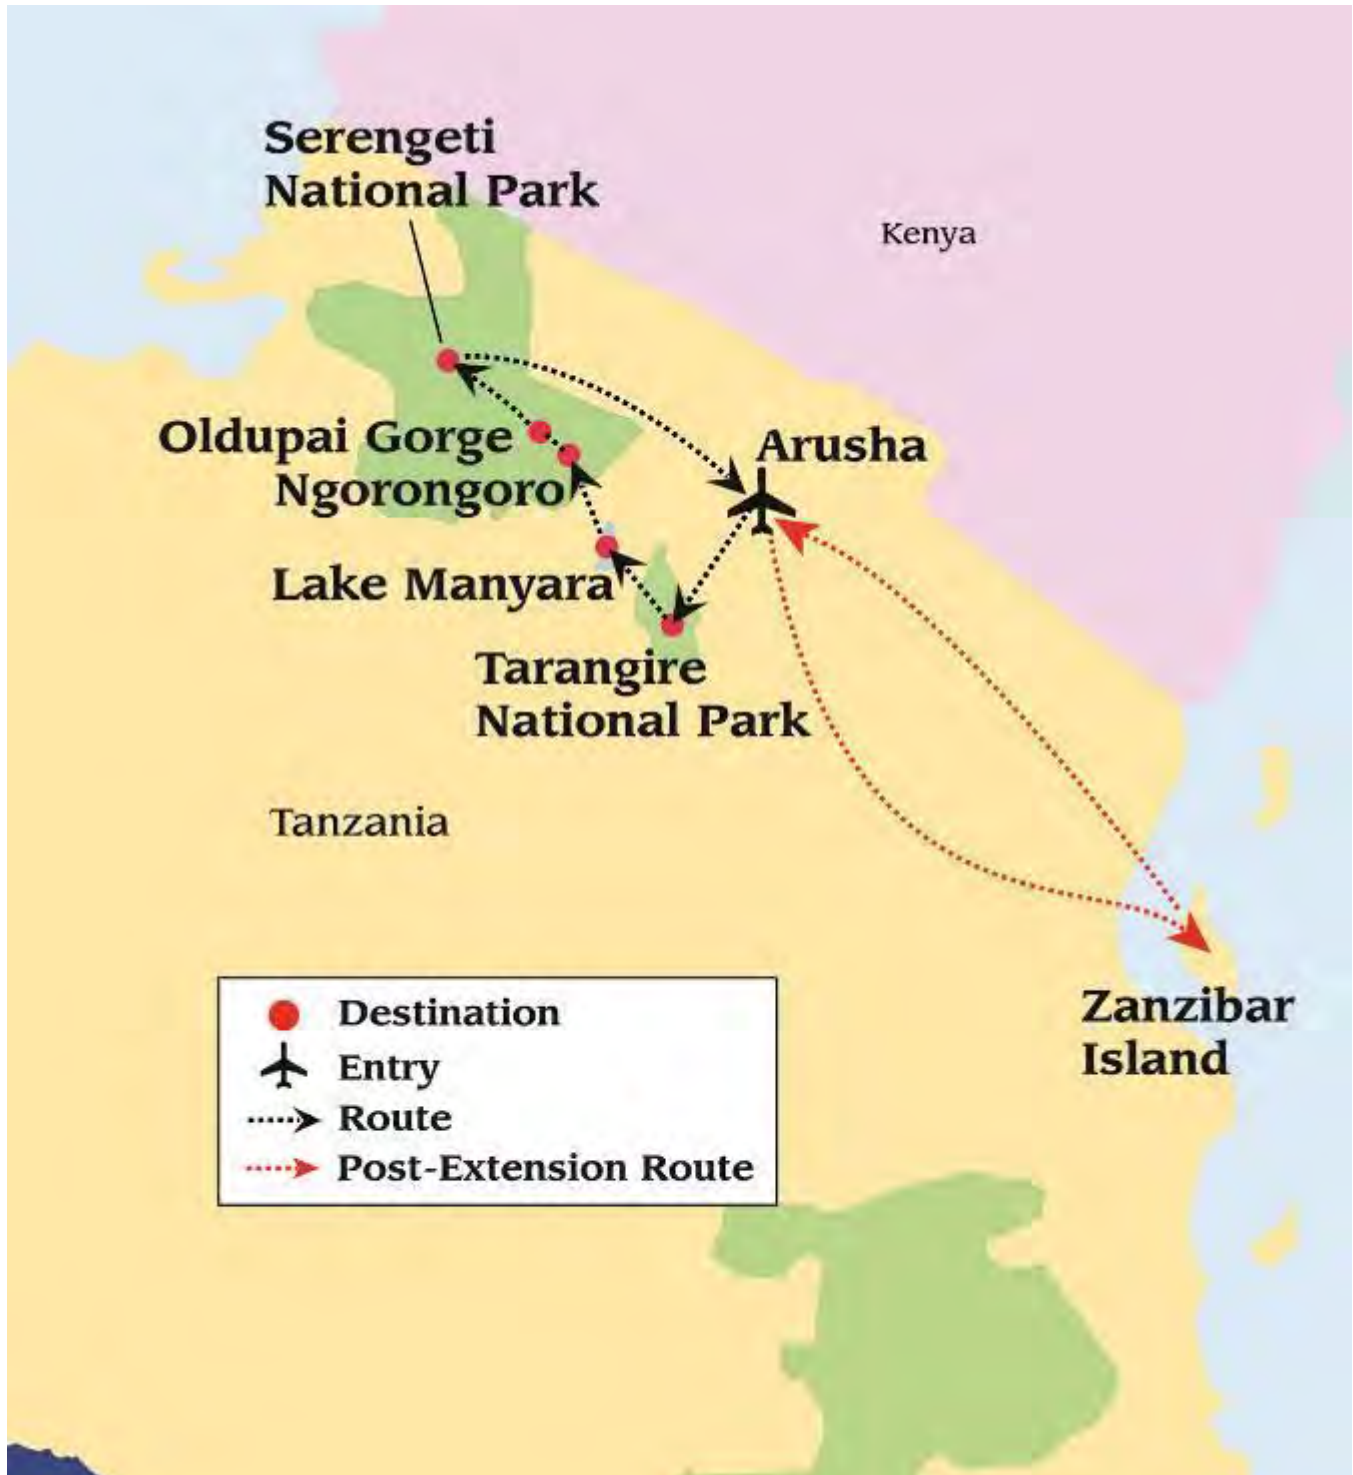 Serengeti
National Park
Kenya
Oldupai Gorge
Arusha
Ngorongoro
Lake Manyara
Tarangire
National Park
Tanzania
Zanzibar
Island
Destination
Entry
Route
Post-Extension Route